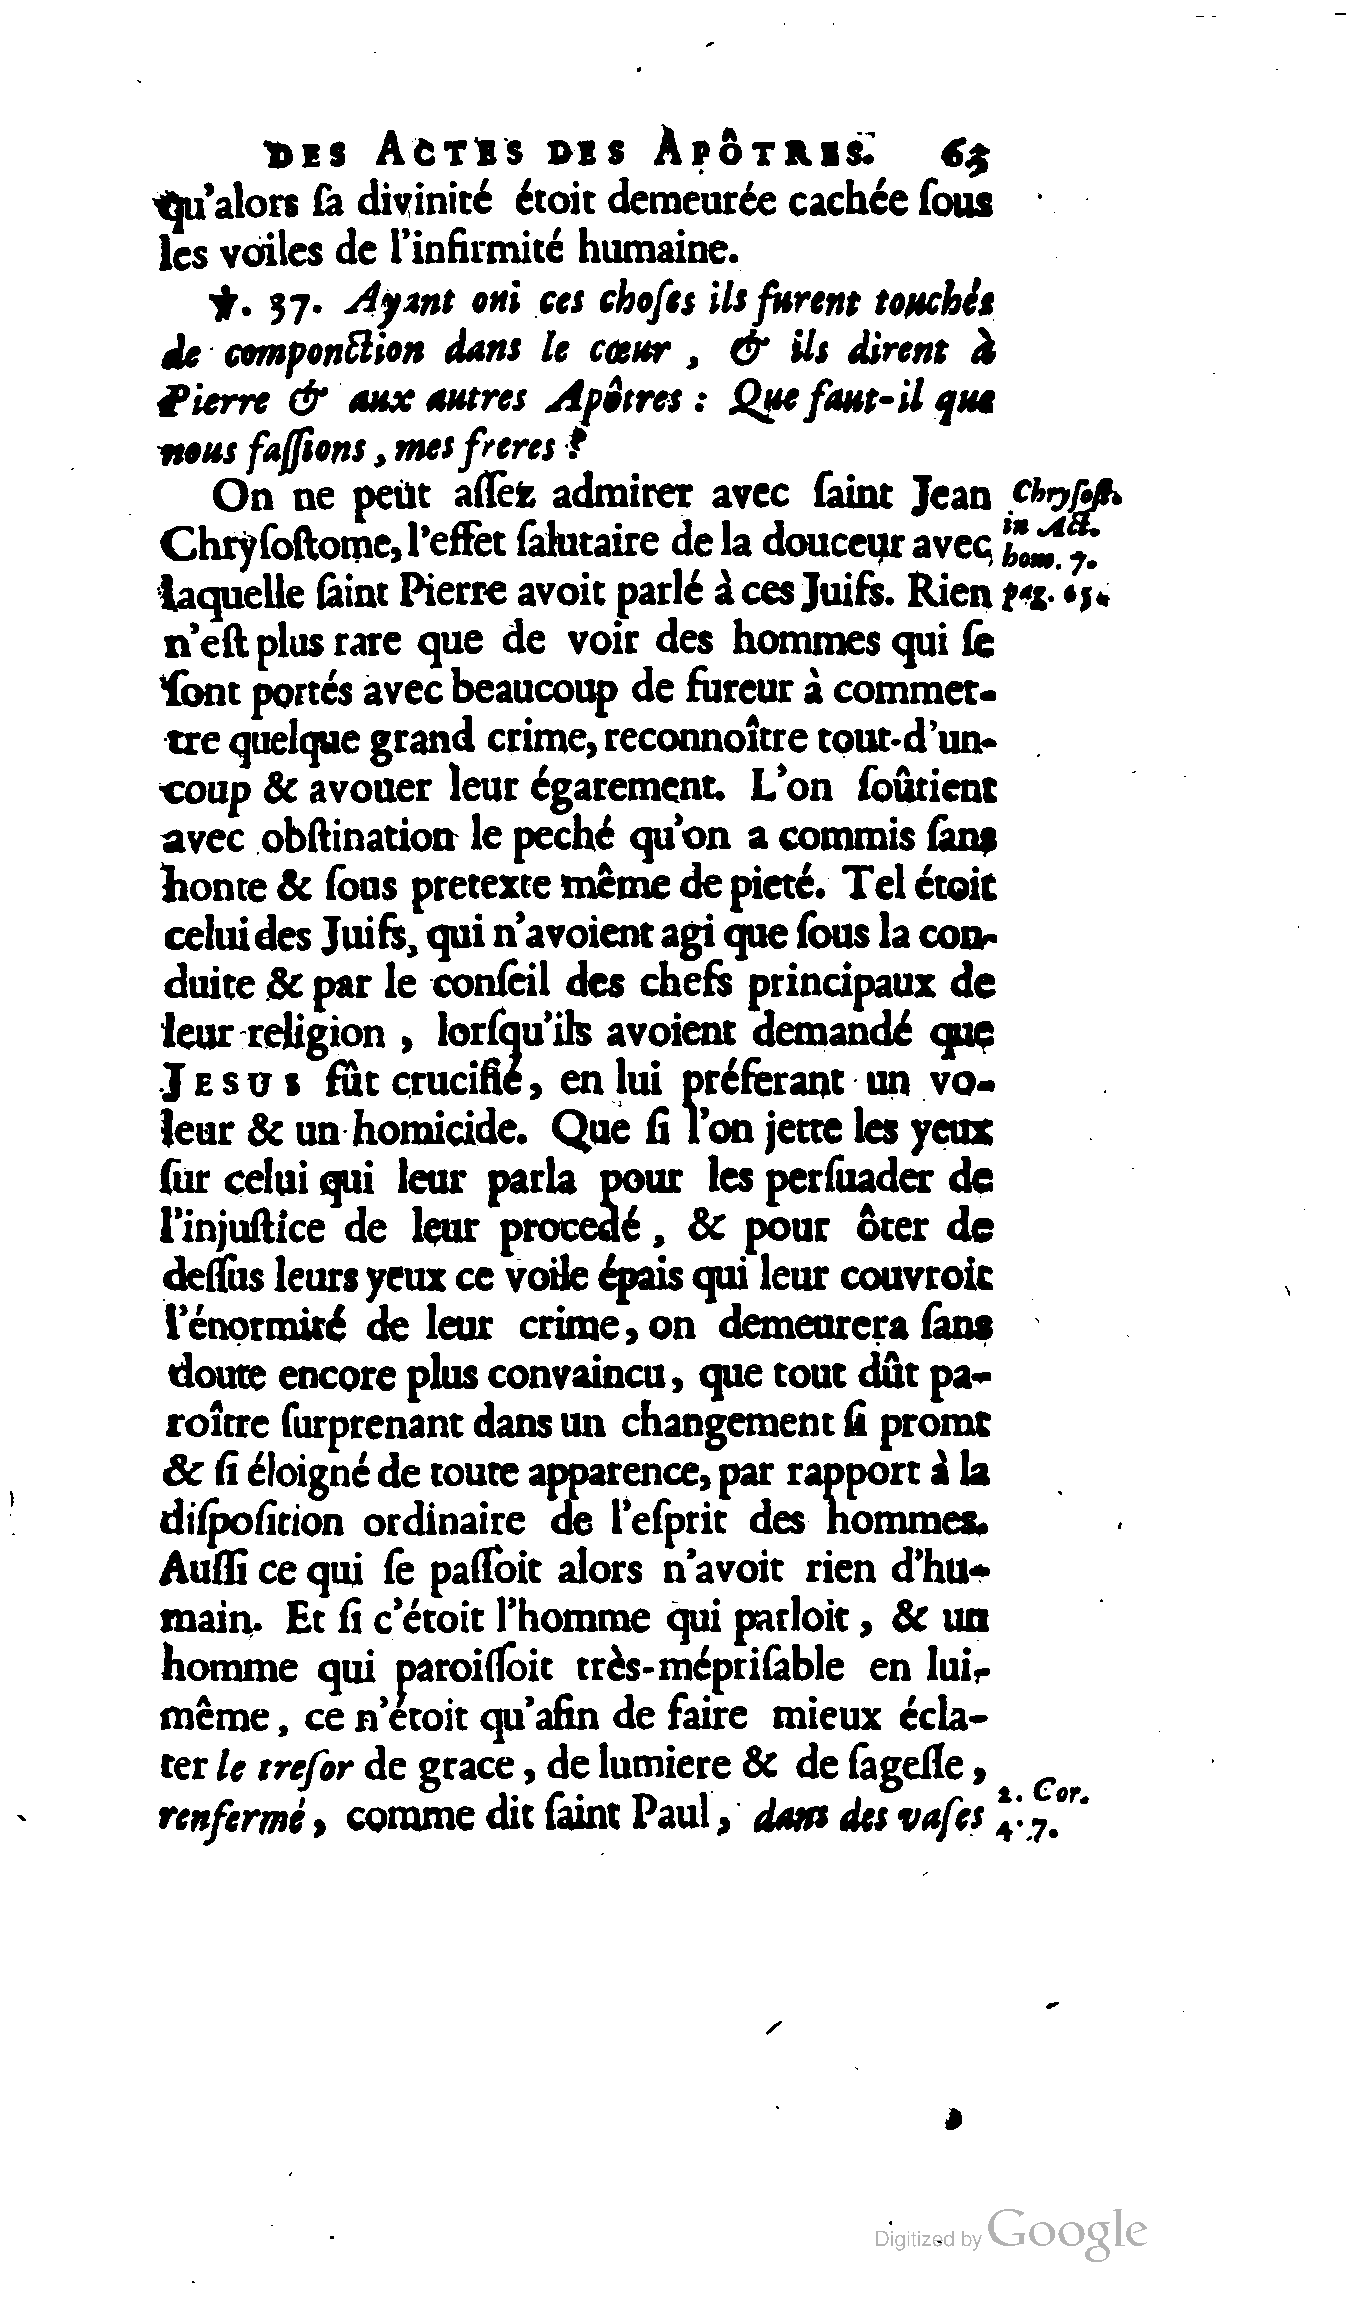 DES ACTES DES APÔTRES. 63
qu'alors ſa divinité étoit demeurée cachée ſous
les voiles de l'infirmité humaine.
℣. 37. Ayant oni ces choſes ils furent touchés
de componction dans le cœur, & ils dirent à
Pierre & aux autres Apôtres : Que faut-il que
nous faſſions, mes freres ?
On ne peut aſſez admirer avec ſaint Jean
Chryſoſt.
Chryſoſtome, l'effet ſalutaire de la douceur avec
in Act.
hom. 7.
laquelle ſaint Pierre avoit parlé à ces Juifs. Rien
pag.
n'eſt plus rare que de voir des hommes qui ſe
ſont portés avec beaucoup de fureur à commet-
tre quelque grand crime, reconnoître tout-d'un-
coup & avouer leur égarement. L'on ſoûtient
avec obſtination le peché qu'on a commis ſans
honte & ſous pretexte même de pieté. Tel étoit
celui des Juifs, qui n'avoient agi que ſous la con-
duite & par le conſeil des chefs principaux de
leur religion, lorſqu'ils avoient demandé que
JESUS fût crucifié, en lui préferant un vo-
leur & un homicide. Que ſi l'on jette les yeux
ſur celui qui leur parla pour les perſuader de
l'injuſtice de leur procedé, & pour ôter de
deſſus leurs yeux ce voile épais qui leur couvroit
l'énormité de leur crime, on demeurera ſans
doute encore plus convaincu, que tout dût pa-
roître ſurprenant dans un changement ſi promt
& ſi éloigné de toute apparence, par rapport à la
diſpoſition ordinaire de l'eſprit des hommes.
Auſſi ce qui ſe paſſoit alors n'avoit rien d'hu-
main. Et ſi c'étoit l'homme qui parloit, & un
homme qui paroiſſoit très-mépriſable en lui-
même, ce n'étoit qu'afin de faire mieux écla-
ter le treſor de grace, de lumiere & de ſageſſe,
renfermé, comme dit ſaint Paul, dans des vaſes
2. Cor.
4. 7.
Digitized by Google